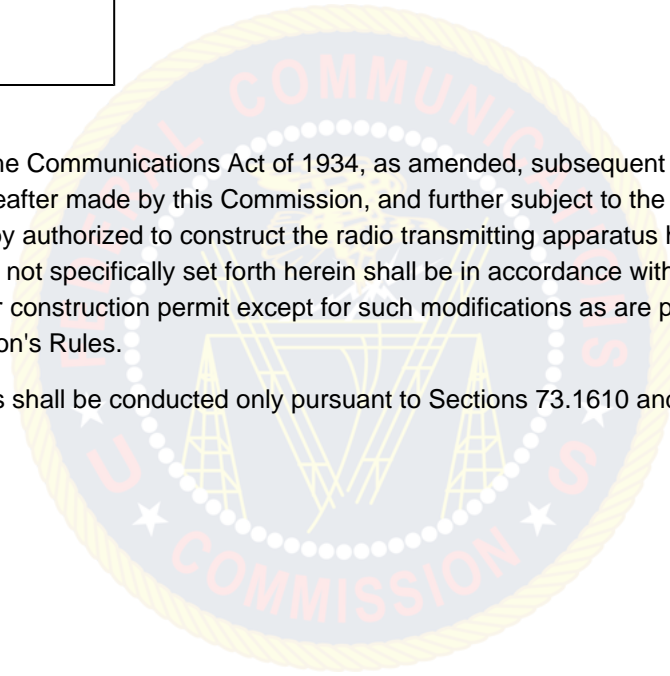 he Communications Act of 1934, as amended, subsequent
eafter made by this Commission, and further subject to the
by authorized to construct the radio transmitting apparatus h
not specifically set forth herein shall be in accordance with
r construction permit except for such modifications as are p
on's Rules.
s shall be conducted only pursuant to Sections 73.1610 and
FEDERAL COMMUNICATIONS
U S
COMMISSION